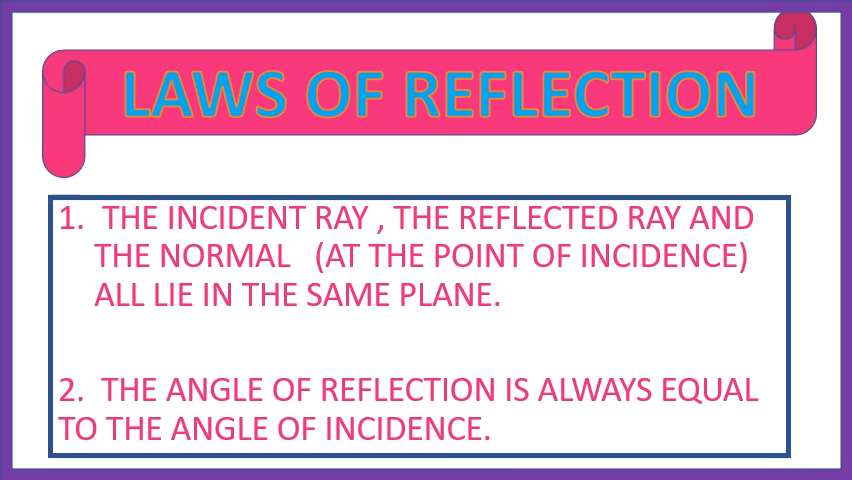 LAWS OF REFLECTION
1. THE INCIDENT RAY , THE REFLECTED RAY AND
THE NORMAL (AT THE POINT OF INCIDENCE)
ALL LIE IN THE SAME PLANE.
2. THE ANGLE OF REFLECTION IS ALWAYS EQUAL
TO THE ANGLE OF INCIDENCE.